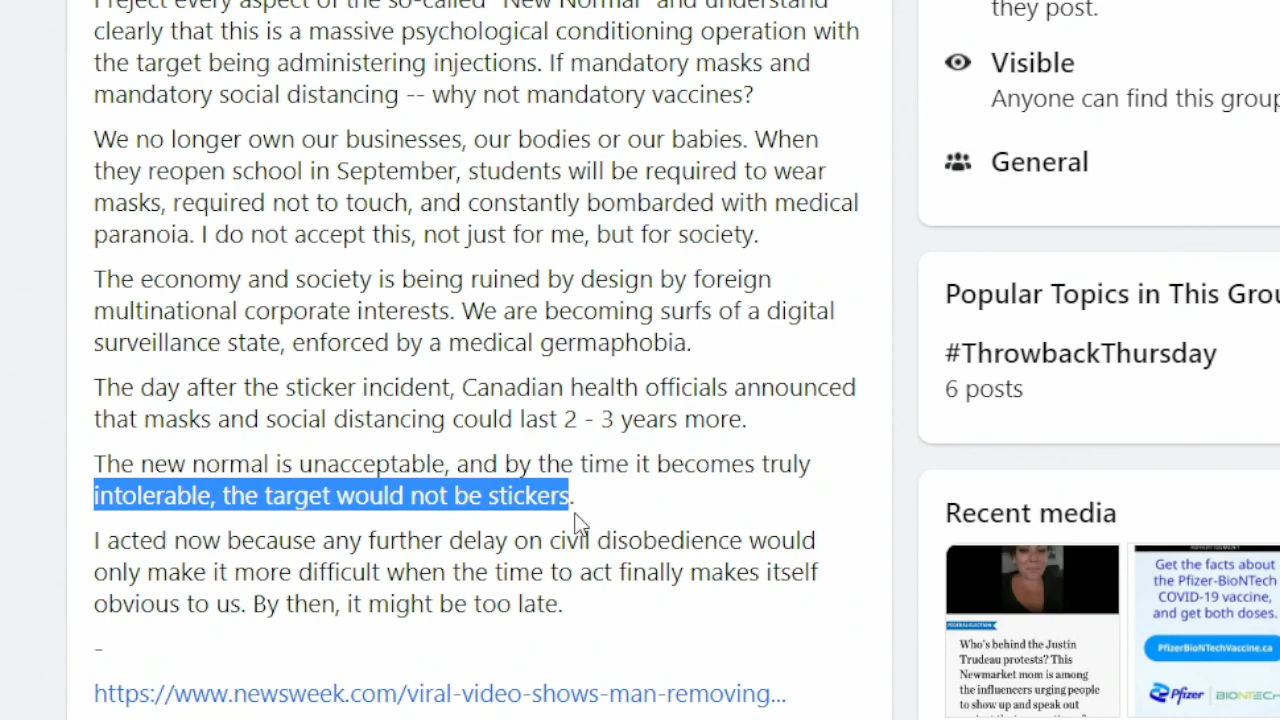 I reject every aspect of the so-called "New Normal" and understand
clearly that this is a massive psychological conditioning operation with
the target being administering injections. If mandatory masks and
mandatory social distancing -- why not mandatory vaccines?
We no longer own our businesses, our bodies or our babies. When
they reopen school in September, students will be required to wear
masks, required not to touch, and constantly bombarded with medical
paranoia. I do not accept this, not just for me, but for society.
The economy and society is being ruined by design by foreign
multinational corporate interests. We are becoming surfs of a digital
surveillance state, enforced by a medical germaphobia.
The day after the sticker incident, Canadian health officials announced
that masks and social distancing could last 2 - 3 years more.
The new normal is unacceptable, and by the time it becomes truly
intolerable, the target would not be stickers.
I acted now because any further delay on civil disobedience would
only make it more difficult when the time to act finally makes itself
obvious to us. By then, it might be too late.
-
https://www.newsweek.com/viral-video-shows-man-removing...
they post.
Visible
Anyone can find this group
General
Popular Topics in This Grou
#ThrowbackThursday
6 posts
Recent media
FEDERAL ELECTION
Who's behind the Justin
Trudeau protests? This
Newmarket mom is among
the influencers urging people
to show up and speak out
Get the facts about
the Pfizer-BioNTech
COVID-19 vaccine,
and get both doses.
PfizerBioNTechVaccine.ca
Pfizer BIONTECH